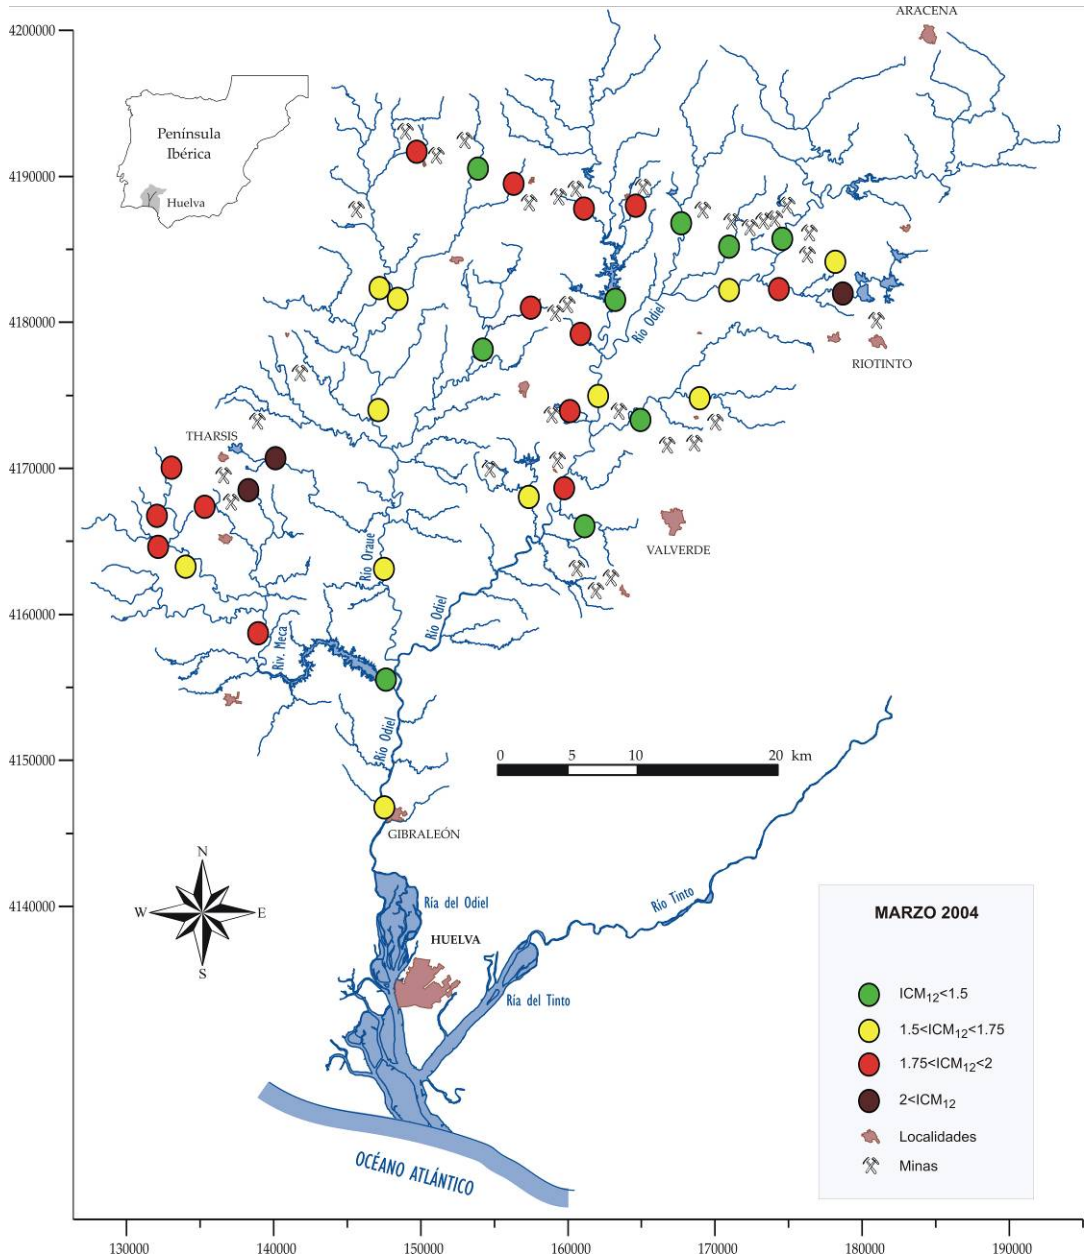 ARACENA
4200000
Península
Ibérica
Huelva
4190000
4180000
Río Odiel
RIOTINTO
THARSIS
4170000
VALVERDE
Río Oraue
4160000
Río Odiel
Riv. Meca
Río Odiel
4150000
0 5 10 20 km
GIBRALEÓN
N
W E
S
4140000
Río Tinto
Ría del Odiel
HUELVA
Ría del Tinto
OCÉANO ATLÁNTICO
MARZO 2004
ICM12<1.5
1.5<ICM12<1.75
1.75<ICM12<2
2<ICM12
Localidades
Minas
130000 140000 150000 160000 170000 180000 190000